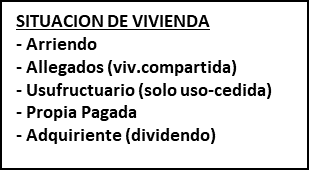 SITUACION DE VIVIENDA
- Arriendo
- Allegados (viv.compartida)
- Usufructuario (solo uso-cedida)
- Propia Pagada
- Adquiriente (dividendo)